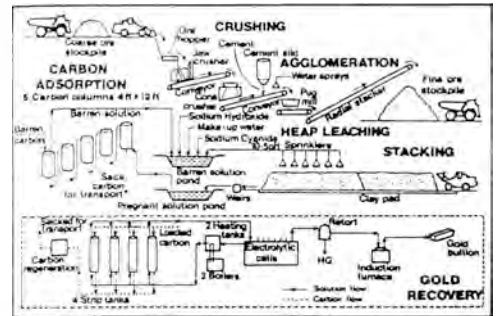 CRUSHING
Ore
hopper
Coarse ore
stockpile
Jaw
crusher
Cement
Cement silo
AGGLOMERATION
Water sprays
Fine ore
stockpile
CARBON
ADSORPTION
Conveyor
Cone
crusher
Conveyor
Pug
mill
Radial stacker
5 Carbon columns 4ft × 12ft
Barren solution
Sodium Hydroxide
Make-up water
Sodium Cyanide
HEAP LEACHING
Sprinklers
STACKING
Barren
carbon
Sack
carbon
for transport
Barren solution
pond
Pregnant solution pond
Weirs
Clay pad
Sacked for
transport
Loaded
carbon
2 Heating
tanks
Retort
Gold
bullion
Carbon
regeneration
Electrolytic
cells
2 Boilers
HG
Induction
furnace
GOLD
RECOVERY
4 Strip tanks
Solution flow
Carbon flow